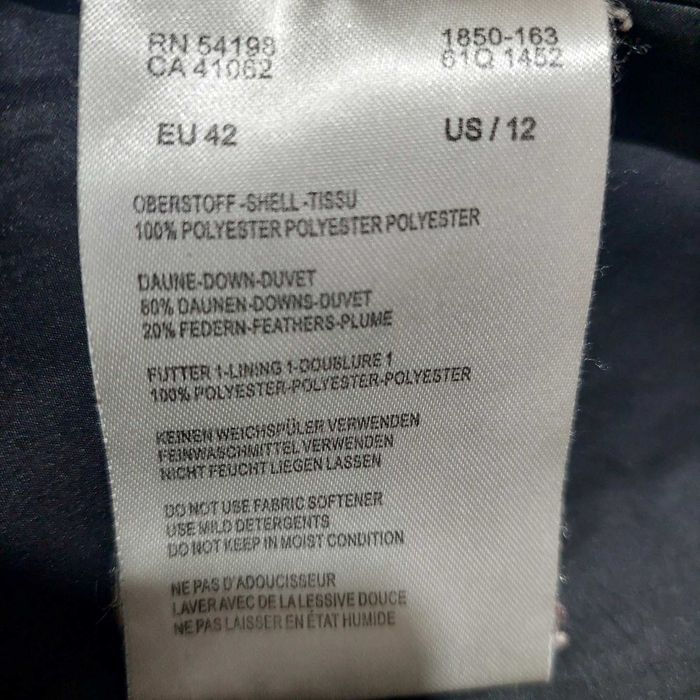 RN 54198 1850-163
CA 41062 61Q 1452
EU 42 US / 12
OBERSTOFF-SHELL-TISSU
100% POLYESTER POLYESTER POLYESTER
DAUNE-DOWN-DUVET
80% DAUNEN-DOWNS-DUVET
20% FEDERN-FEATHERS-PLUME
FUTTER 1-LINING 1-DOUBLURE 1
100% POLYESTER-POLYESTER-POLYESTER
KEINEN WEICHSPÜLER VERWENDEN
FEINWASCHMITTEL VERWENDEN
NICHT FEUCHT LIEGEN LASSEN
DO NOT USE FABRIC SOFTENER
USE MILD DETERGENTS
DO NOT KEEP IN MOIST CONDITION
NE PAS D'ADOUCISSEUR
LAVER AVEC DE LA LESSIVE DOUCE
NE PAS LAISSER EN ÉTAT HUMIDE